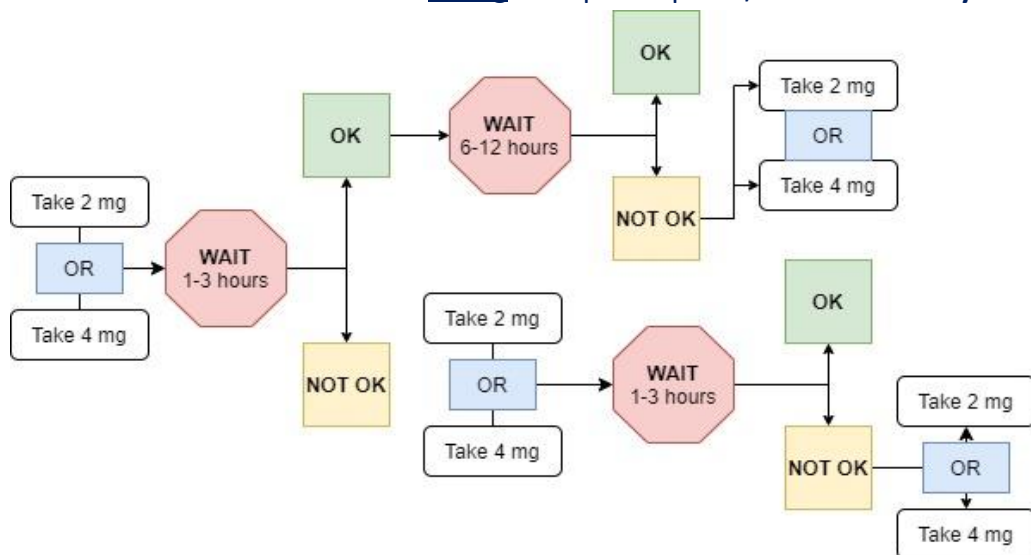 OK
Take 2 mg
OR
Take 4 mg
WAIT
6-12 hours
OK
NOT OK
Take 2 mg
OR
Take 4 mg
WAIT
1-3 hours
NOT OK
OK
Take 2 mg
OR
Take 4 mg
WAIT
1-3 hours
NOT OK
Take 2 mg
OR
Take 4 mg